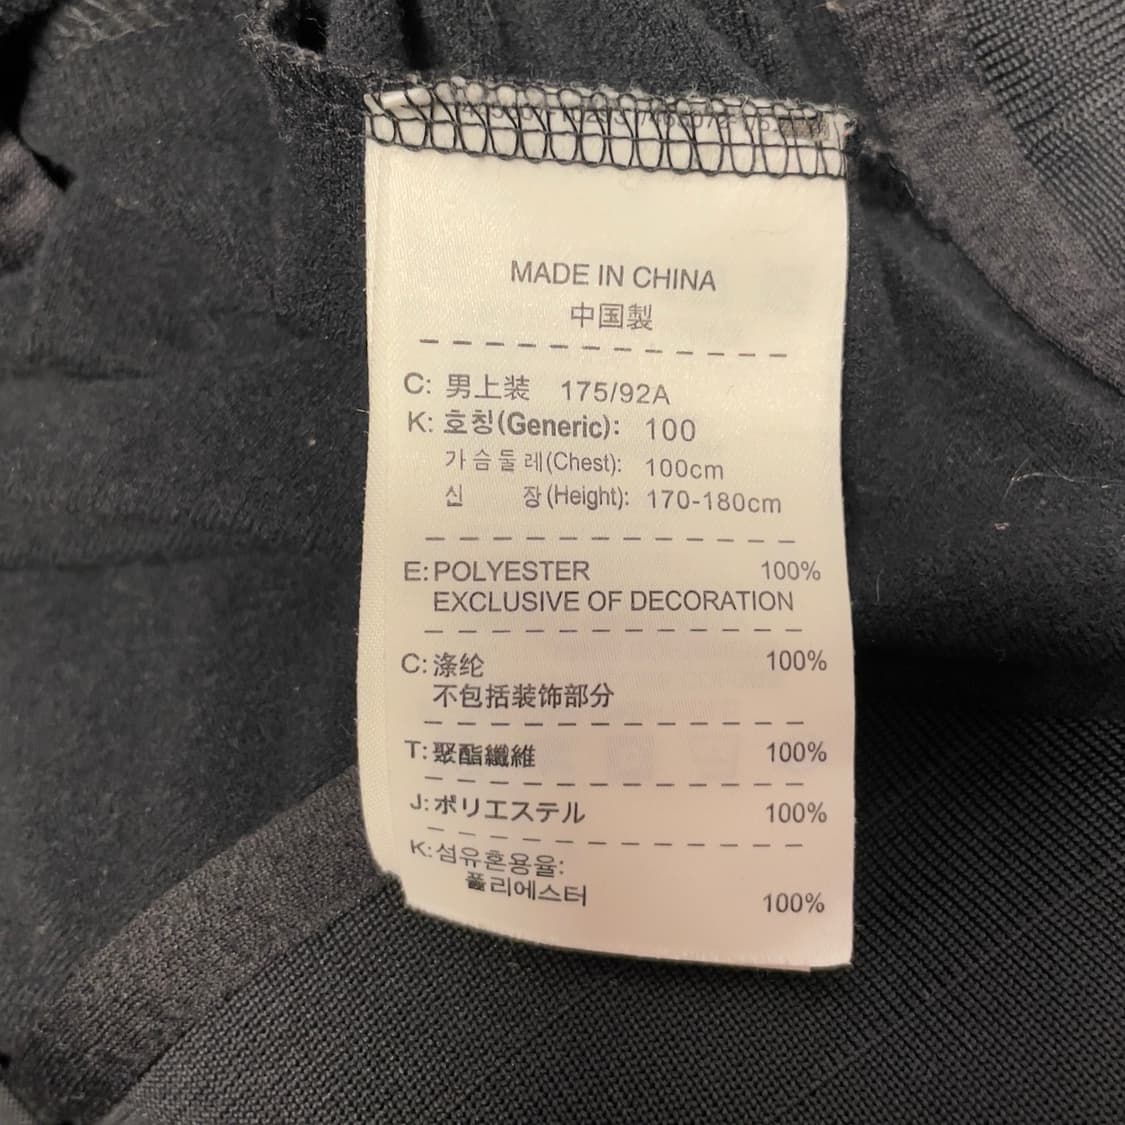 MADE IN CHINA
中国製
C: 男上装 175/92A
K: 호칭(Generic): 100
가슴둘레(Chest): 100cm
신 장(Height): 170-180cm
E: POLYESTER 100%
EXCLUSIVE OF DECORATION
C: 涤纶 100%
不包括装饰部分
T: 聚酯纖維 100%
J: ポリエステル 100%
K: 섬유혼용율:
폴리에스터 100%